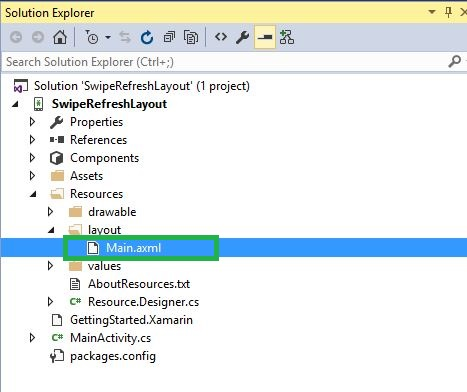 Solution Explorer
Search Solution Explorer (Ctrl+;)
Solution 'SwipeRefreshLayout' (1 project)
SwipeRefreshLayout
Properties
References
Components
Assets
Resources
drawable
layout
Main.axml
values
AboutResources.txt
C# Resource.Designer.cs
GettingStarted.Xamarin
C# MainActivity.cs
packages.config